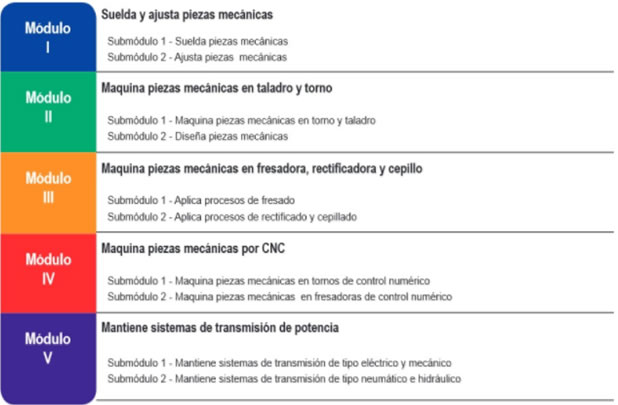 Módulo
I
Suelda y ajusta piezas mecánicas
Submódulo 1 - Suelda piezas mecánicas
Submódulo 2 - Ajusta piezas mecánicas
Módulo
II
Maquina piezas mecánicas en taladro y torno
Submódulo 1 - Maquina piezas mecánicas en torno y taladro
Submódulo 2 - Diseña piezas mecánicas
Módulo
III
Maquina piezas mecánicas en fresadora, rectificadora y cepillo
Submódulo 1 - Aplica procesos de fresado
Submódulo 2 - Aplica procesos de rectificado y cepillado
Módulo
IV
Maquina piezas mecánicas por CNC
Submódulo 1 - Maquina piezas mecánicas en tornos de control numérico
Submódulo 2 - Maquina piezas mecánicas en fresadoras de control numérico
Módulo
V
Mantiene sistemas de transmisión de potencia
Submódulo 1 - Mantiene sistemas de transmisión de tipo eléctrico y mecánico
Submódulo 2 - Mantiene sistemas de transmisión de tipo neumático e hidráulico